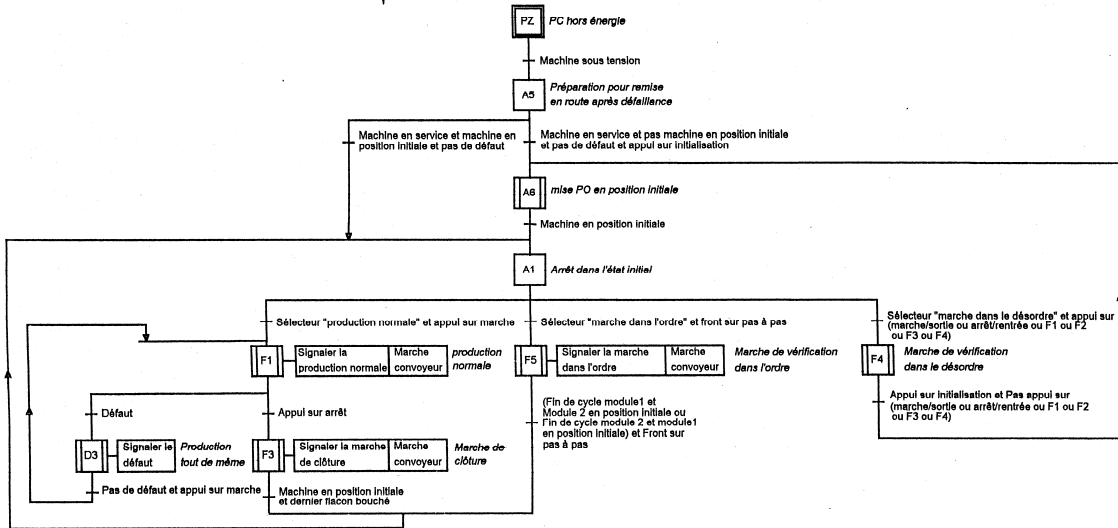 PZ
PC hors énergie
Machine sous tension
A5
Préparation pour remise
en route après défaillance
Machine en service et machine en
position initiale et pas de défaut
Machine en service et pas machine en position initiale
et pas de défaut et appui sur initialisation
A6
mise PO en position initiale
Machine en position initiale
A1
Arrêt dans l'état initial
Sélecteur "production normale" et appui sur marche
Sélecteur "marche dans l'ordre" et front sur pas à pas
Sélecteur "marche dans le désordre" et appui sur
(marche/sortie ou arrêt/rentrée ou F1 ou F2
ou F3 ou F4)
F1
Signaler la
production normale
Marche
convoyeur
production
normale
F5
Signaler la marche
dans l'ordre
Marche
convoyeur
Marche de vérification
dans l'ordre
F4
Marche de vérification
dans le désordre
Défaut
Appui sur arrêt
(Fin de cycle module1 et
Module 2 en position initiale ou
Fin de cycle module 2 et module1
en position initiale) et Front sur
pas à pas
Appui sur Initialisation et Pas appui sur
(marche/sortie ou arrêt/rentrée ou F1 ou F2
ou F3 ou F4)
D3
Signaler le
défaut
Production
tout de même
F3
Signaler la marche
de clôture
Marche
convoyeur
Marche de
clôture
Pas de défaut et appui sur marche
Machine en position initiale
et dernier flacon bouché